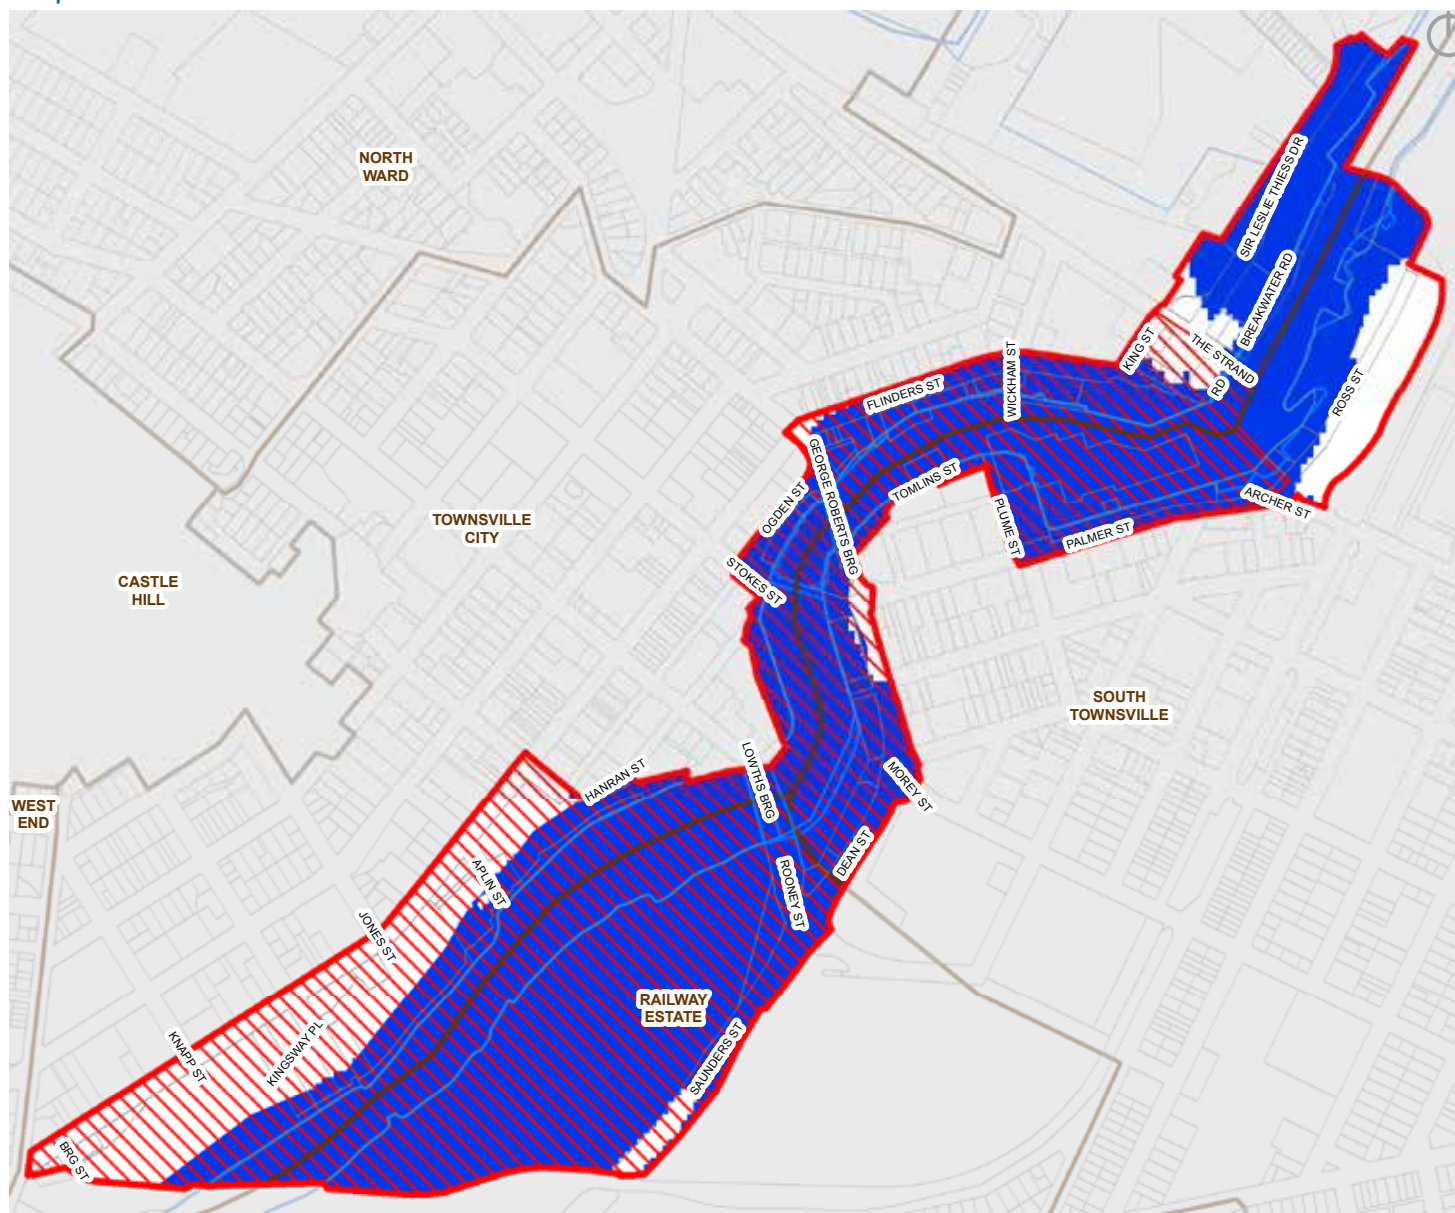 NORTH
WARD
SIR LESLIE THIESS DR
BREAKWATER RD
KING ST
THE STRAND
RD
ROSS ST
WICKHAM ST
FLINDERS ST
GEORGE ROBERTS BRG
TOMLINS ST
OGDEN ST
PLUME ST
ARCHER ST
PALMER ST
TOWNSVILLE
CITY
STOKES ST
CASTLE
HILL
SOUTH
TOWNSVILLE
HANRAN ST
LOWTHS BRG
MOREY ST
WEST
END
DEAN ST
APLIN ST
ROONEY ST
JONES ST
RAILWAY
ESTATE
KNAPP ST
KINGSWAY PL
SAUNDERS ST
BRG ST